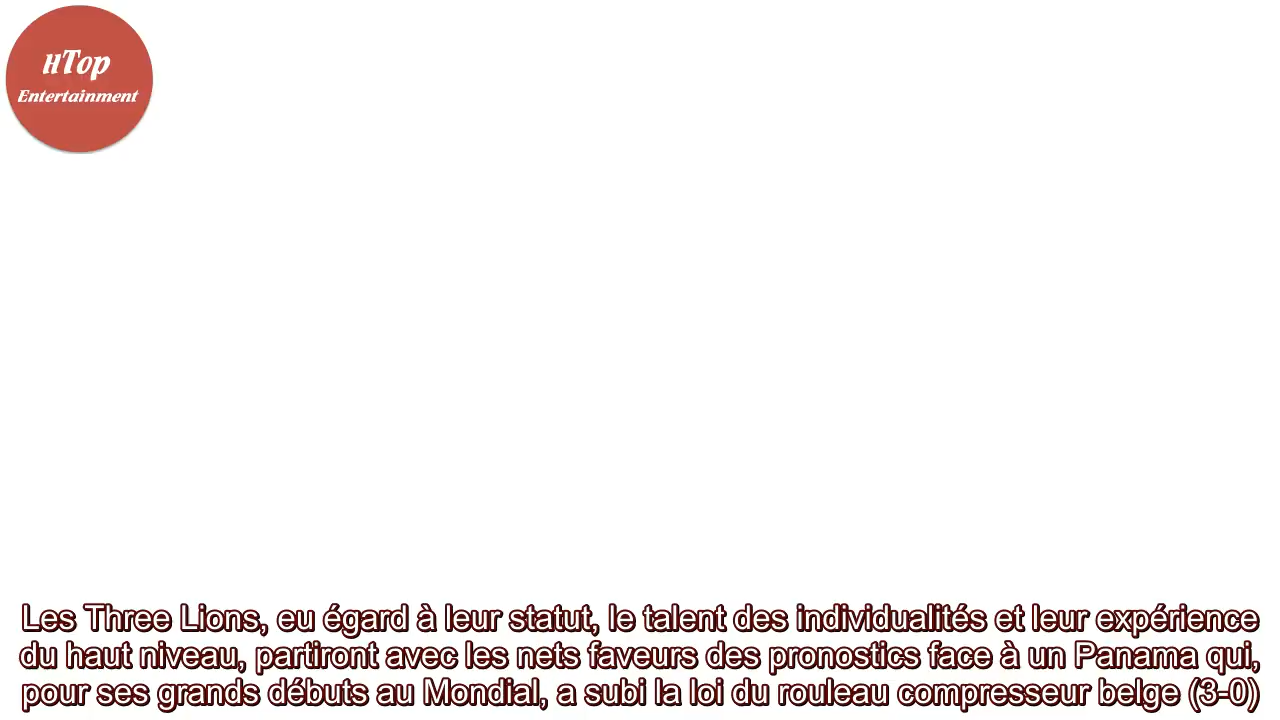 HTop
Entertainment
Les Three Lions, eu égard à leur statut, le talent des individualités et leur expérience
du haut niveau, partiront avec les nets faveurs des pronostics face à un Panama qui,
pour ses grands débuts au Mondial, a subi la loi du rouleau compresseur belge (3-0)